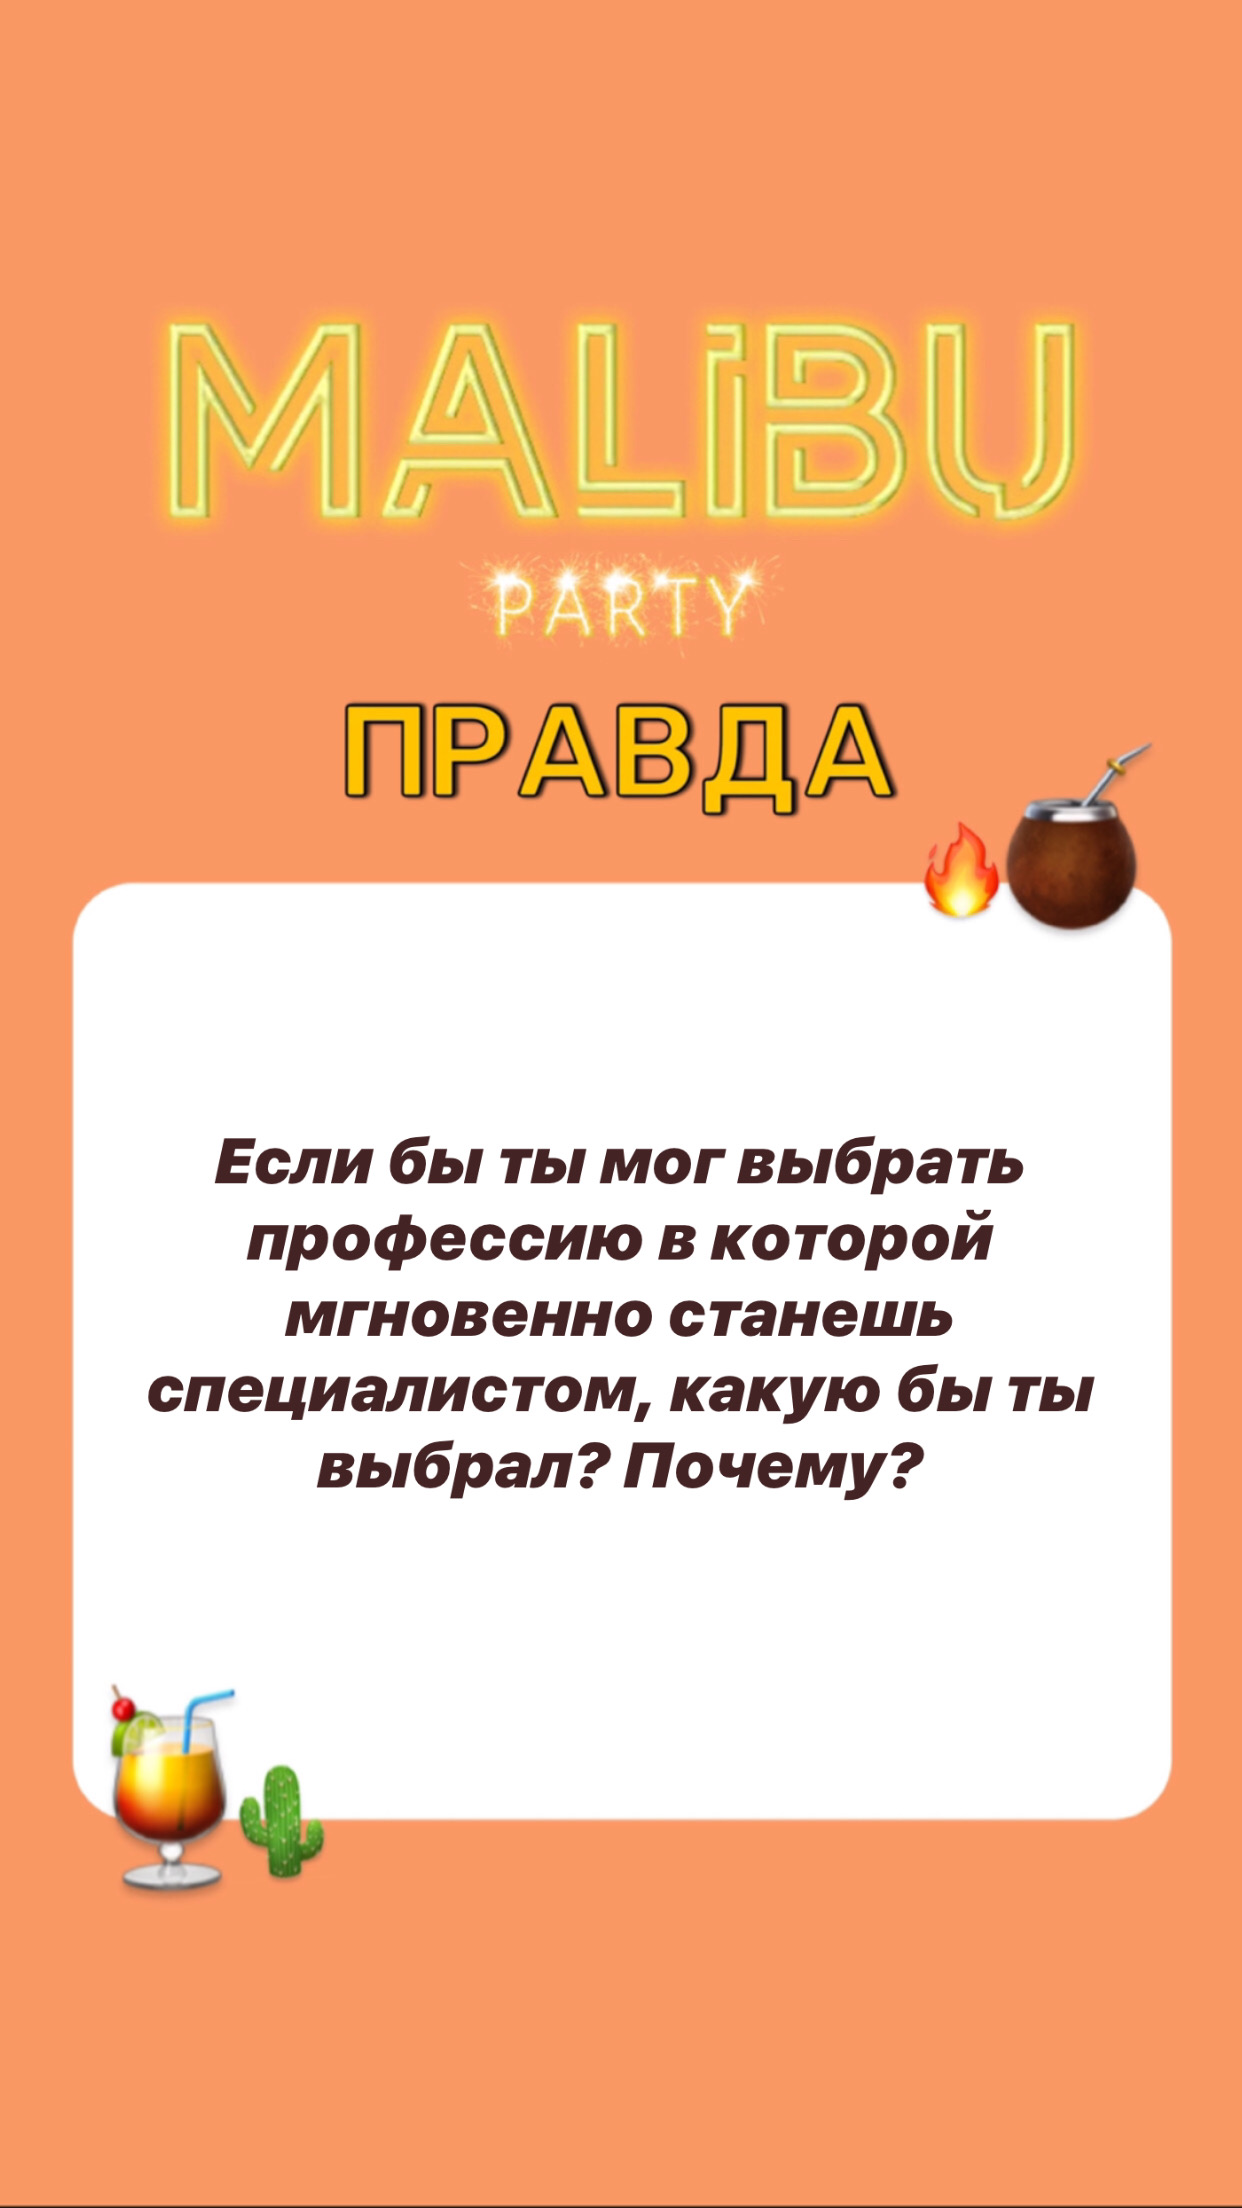 MALiBU
PARTY
ПРАВДА
Если бы ты мог выбрать
профессию в которой
мгновенно станешь
специалистом, какую бы ты
выбрал? Почему?